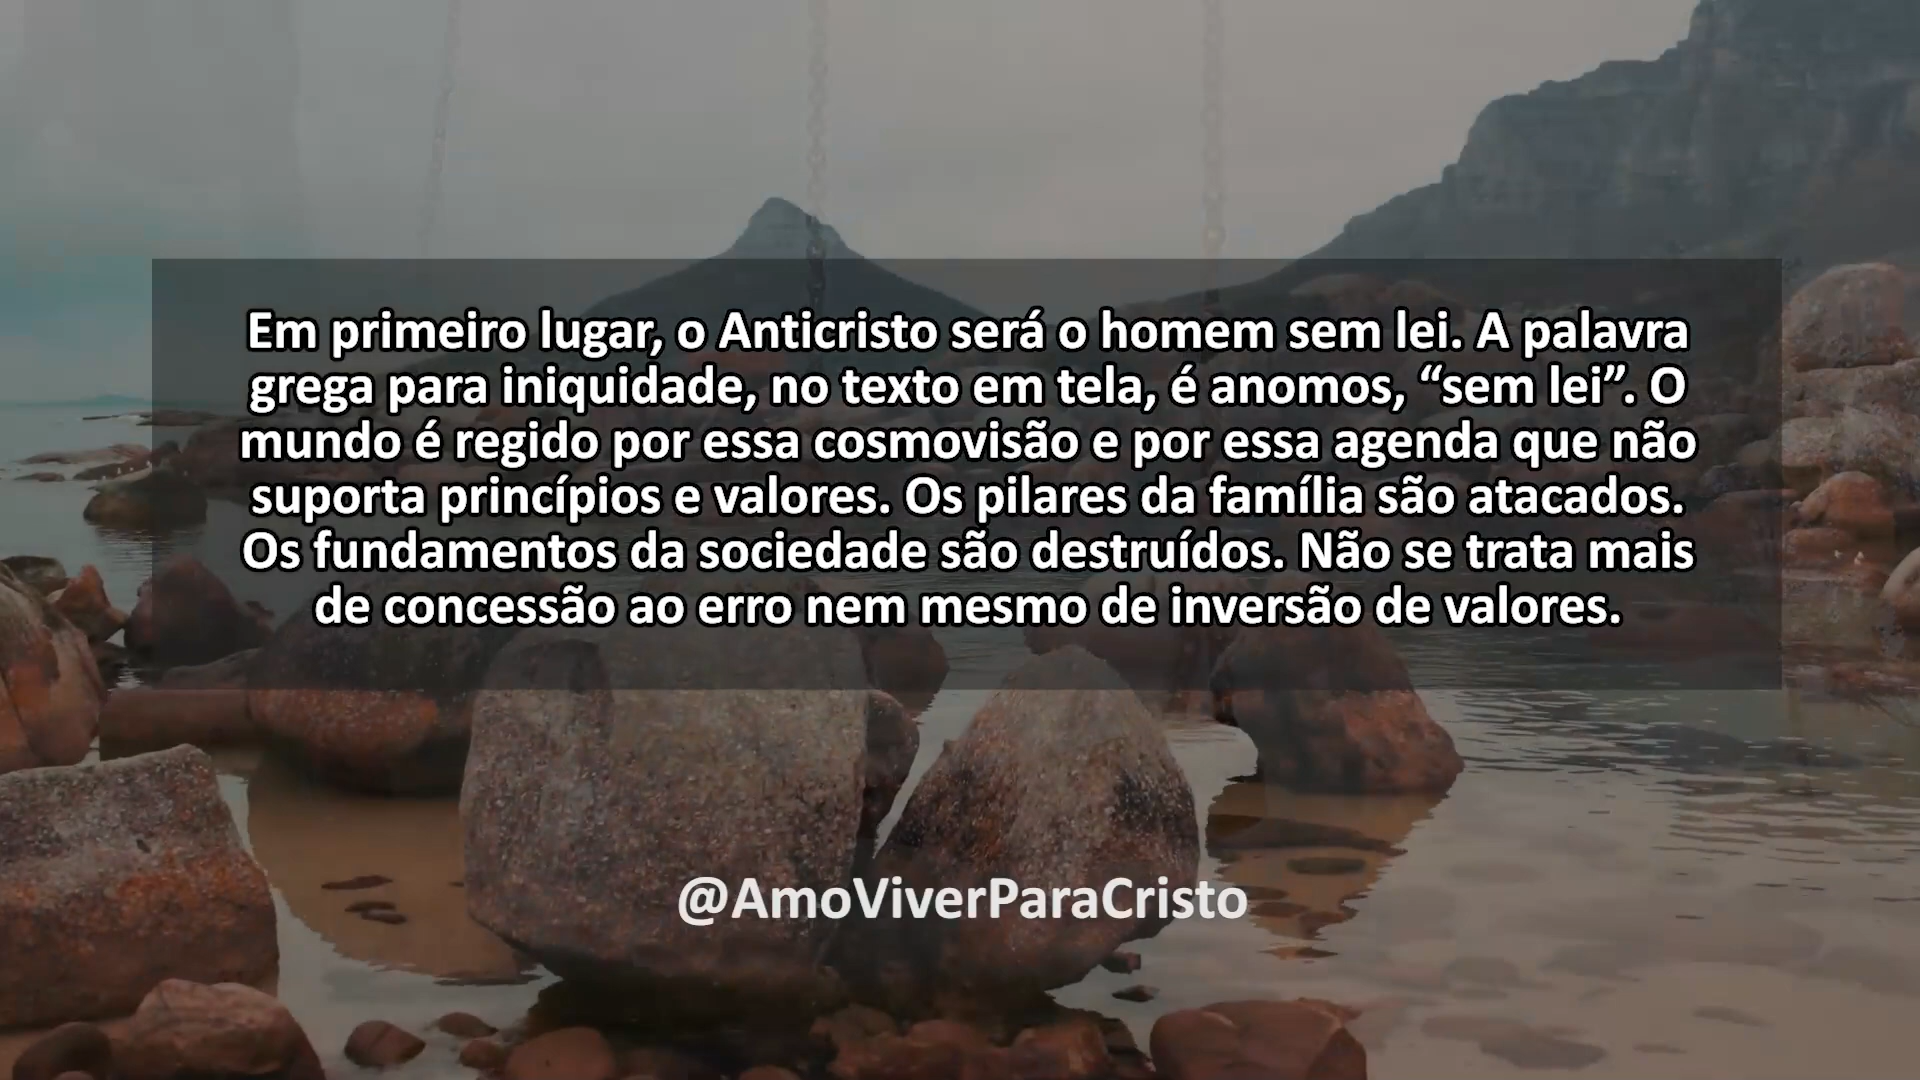 Em primeiro lugar, o Anticristo será o homem sem lei. A palavra
grega para iniquidade, no texto em tela, é anomos, “sem lei”. O
mundo é regido por essa cosmovisão e por essa agenda que não
suporta princípios e valores. Os pilares da família são atacados.
Os fundamentos da sociedade são destruídos. Não se trata mais
de concessão ao erro nem mesmo de inversão de valores.
@AmoViverParaCristo